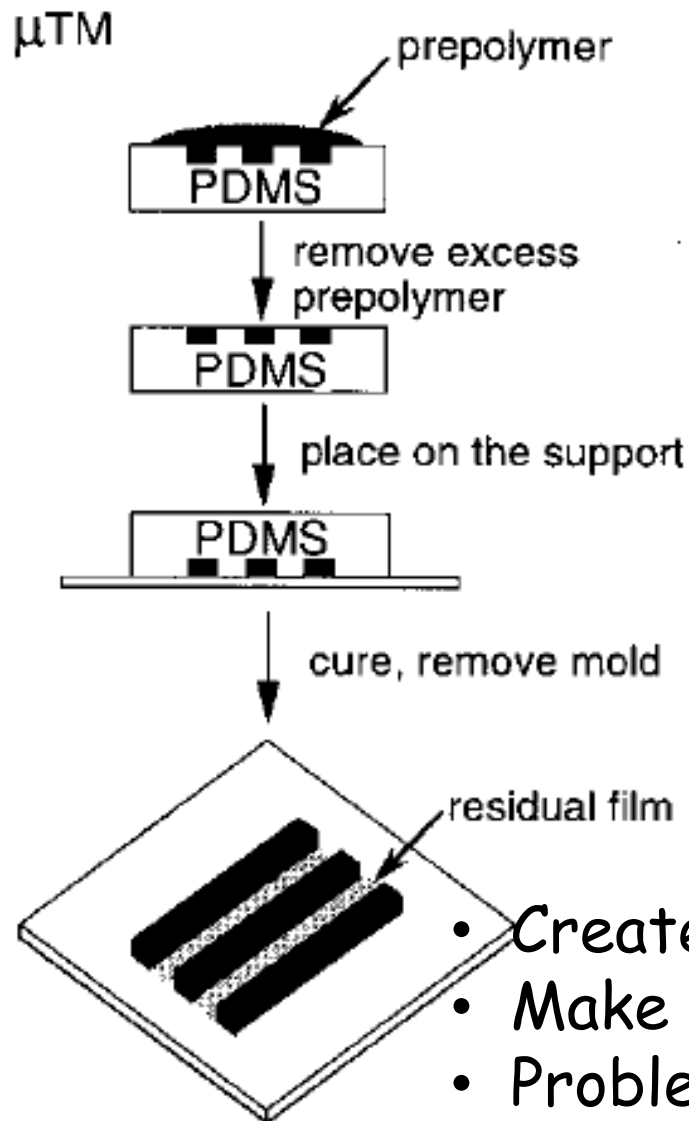 μTM
prepolymer
PDMS
remove excess
prepolymer
PDMS
place on the support
PDMS
cure, remove mold
residual film
• Create
• Make
• Proble